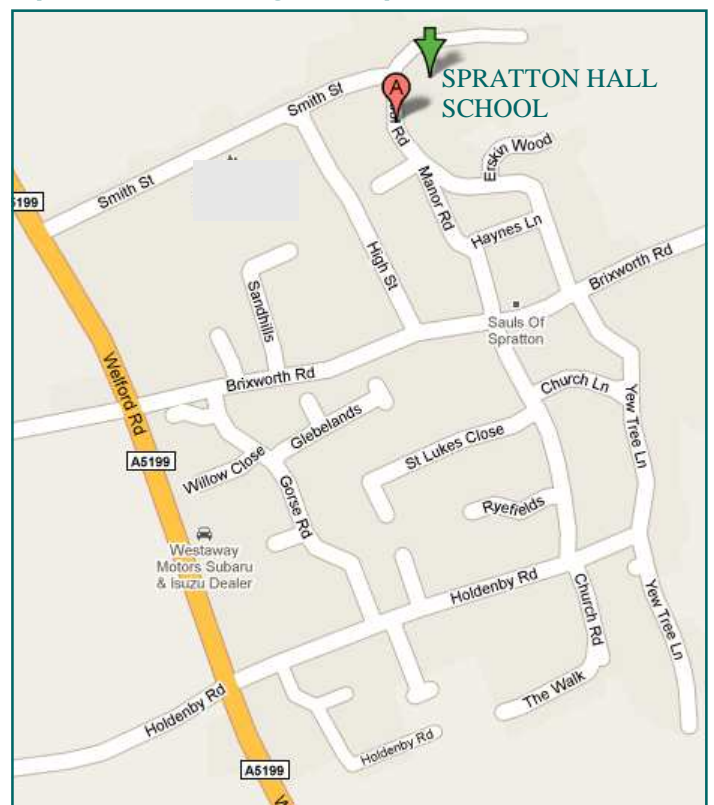 SPRATTON HALL
SCHOOL
A
Smith St
Rd
Erskn Wood
Smith St
5199
Manor Rd
Haynes Ln
High St
Brixworth Rd
Sandhills
Sauls Of
Spratton
Welford Rd
Brixworth Rd
Church Ln
Glebelands
Yew Tree Ln
St Lukes Close
A5199
Willow Close
Gorse Rd
Ryefields
Westaway
Motors Subaru
& Isuzu Dealer
Holdenby Rd
Church Rd
Yew Tree Ln
The Walk
Holdenby Rd
Holdenby Rd
A5199